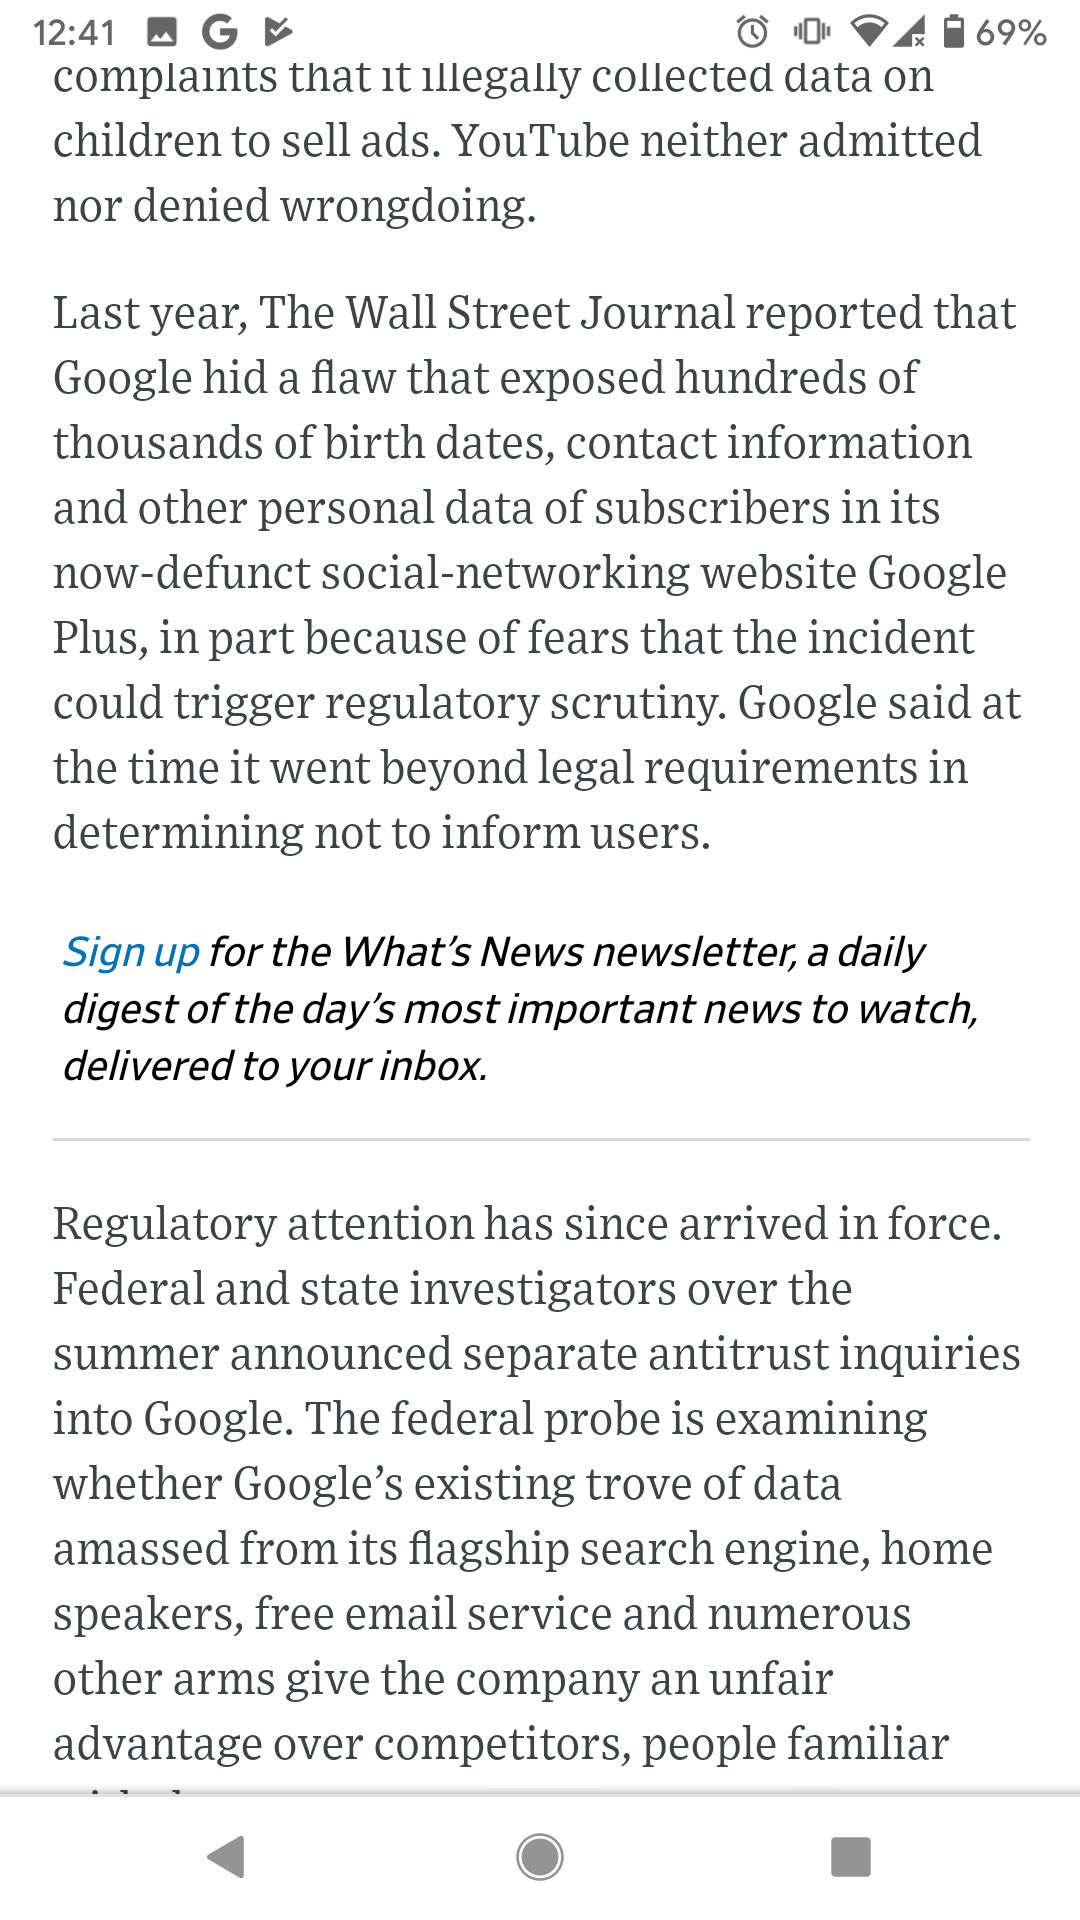 12:41
69%
complaints that it illegally collected data on
children to sell ads. YouTube neither admitted
nor denied wrongdoing.
Last year, The Wall Street Journal reported that
Google hid a flaw that exposed hundreds of
thousands of birth dates, contact information
and other personal data of subscribers in its
now-defunct social-networking website Google
Plus, in part because of fears that the incident
could trigger regulatory scrutiny. Google said at
the time it went beyond legal requirements in
determining not to inform users.
Sign up for the What’s News newsletter, a daily
digest of the day’s most important news to watch,
delivered to your inbox.
Regulatory attention has since arrived in force.
Federal and state investigators over the
summer announced separate antitrust inquiries
into Google. The federal probe is examining
whether Google’s existing trove of data
amassed from its flagship search engine, home
speakers, free email service and numerous
other arms give the company an unfair
advantage over competitors, people familiar